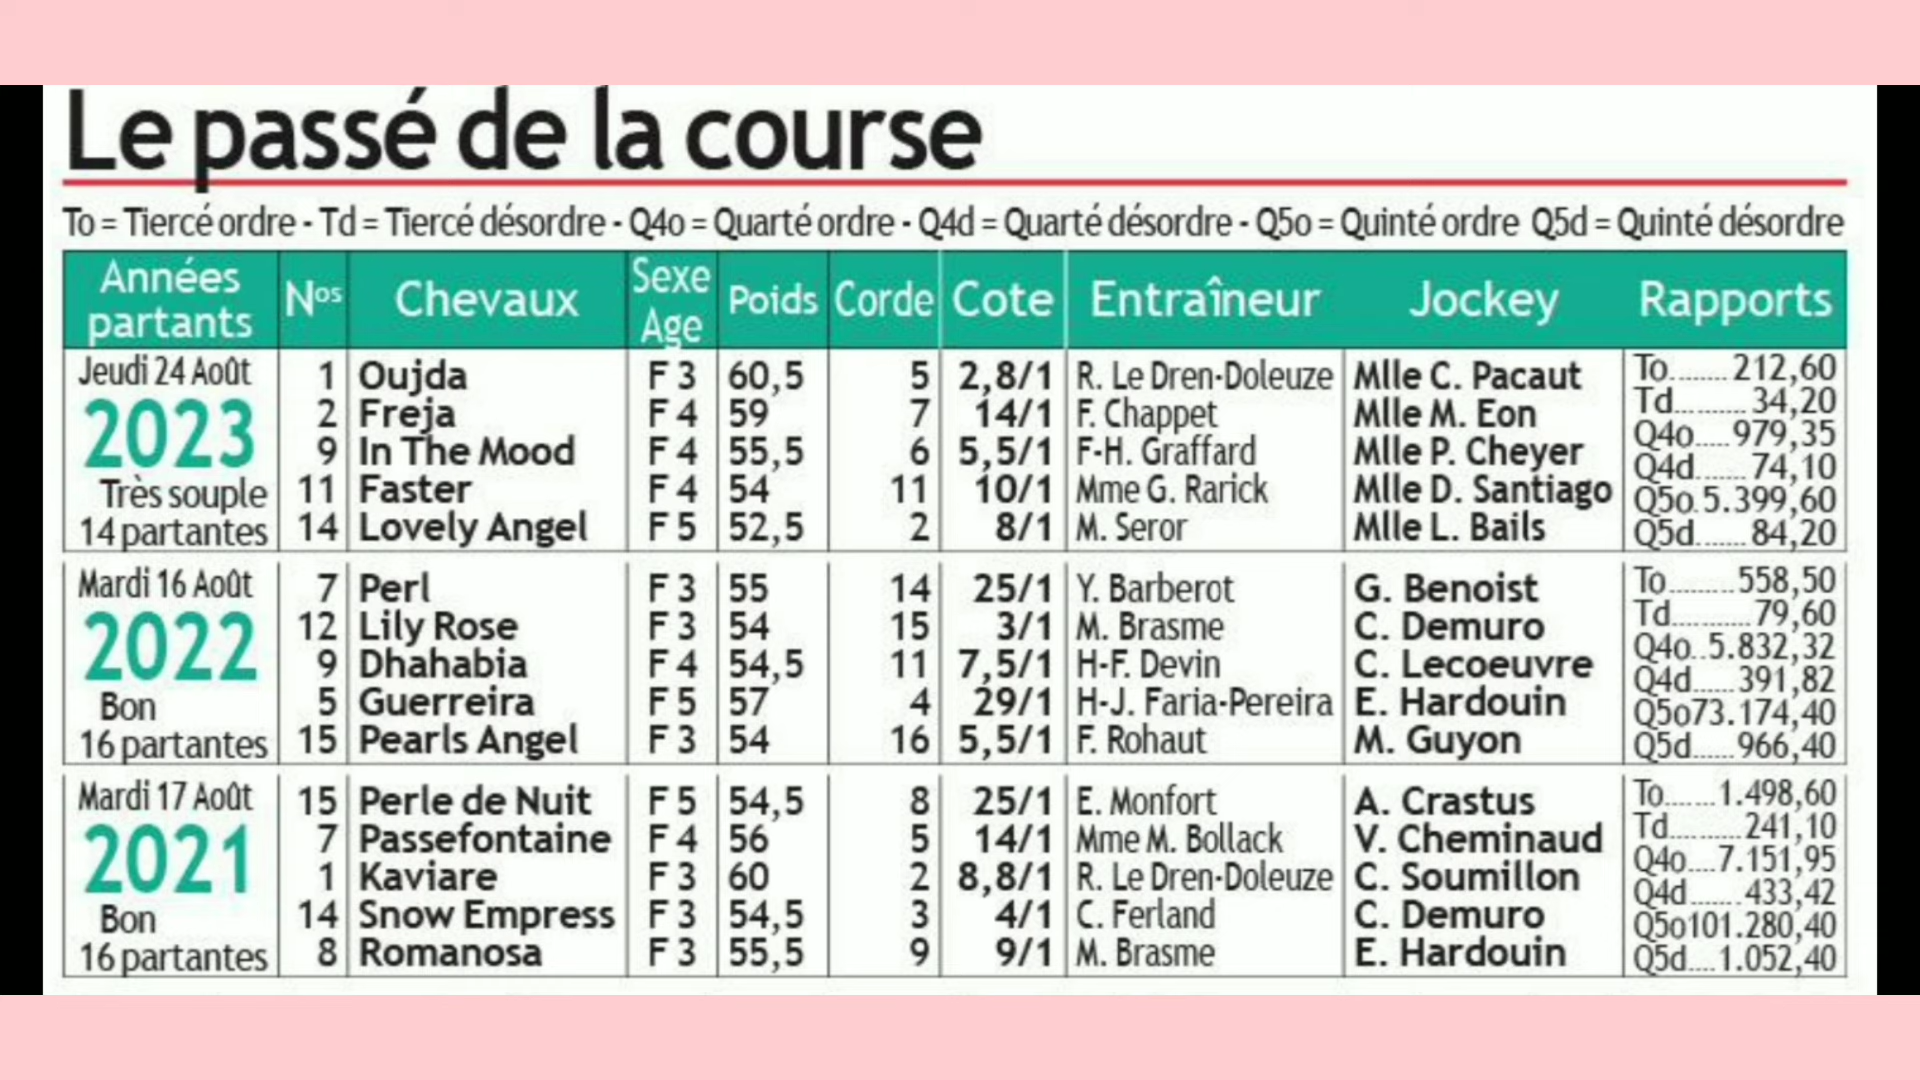 Le passé de la course
To = Tiercé ordre - Td = Tiercé désordre - Q4o = Quarté ordre - Q4d = Quarté désordre - Q5o = Quinté ordre Q5d = Quinté désordre
Années partants Nos Chevaux Sexe Age Poids Corde Cote Entraîneur Jockey Rapports
Jeudi 24 Août 1 Oujda F 3 60,5 5 2,8/1 R. Le Dren-Doleuze Mlle C. Pacaut To........212,60
2023 2 Freja F 4 59 7 14/1 F. Chappet Mlle M. Eon Td..........34,20
9 In The Mood F 4 55,5 6 5,5/1 F-H. Graffard Mlle P. Cheyer Q4o.....979,35
Très souple 11 Faster F 4 54 11 10/1 Mme G. Rarick Mlle D. Santiago Q4d.......74,10
14 partantes 14 Lovely Angel F 5 52,5 2 8/1 M. Seror Mlle L. Bails Q5o.5.399,60
Q5d.......84,20
Mardi 16 Août 7 Perl F 3 55 14 25/1 Y. Barberot G. Benoist To.........558,50
2022 12 Lily Rose F 3 54 15 3/1 M. Brasme C. Demuro Td...........79,60
9 Dhahabia F 4 54,5 11 7,5/1 H-F. Devin C. Lecoeuvre Q4o..5.832,32
Bon 5 Guerreira F 5 57 4 29/1 H-J. Faria-Pereira E. Hardouin Q4d......391,82
16 partantes 15 Pearls Angel F 3 54 16 5,5/1 F. Rohaut M. Guyon Q5o73.174,40
Q5d......966,40
Mardi 17 Août 15 Perle de Nuit F 5 54,5 8 25/1 E. Monfort A. Crastus To......1.498,60
2021 7 Passefontaine F 4 56 5 14/1 Mme M. Bollack V. Cheminaud Td..........241,10
1 Kaviare F 3 60 2 8,8/1 R. Le Dren-Doleuze C. Soumillon Q4o....7.151,95
Bon 14 Snow Empress F 3 54,5 3 4/1 C. Ferland C. Demuro Q4d.......433,42
16 partantes 8 Romanosa F 3 55,5 9 9/1 M. Brasme E. Hardouin Q5o101.280,40
Q5d....1.052,40